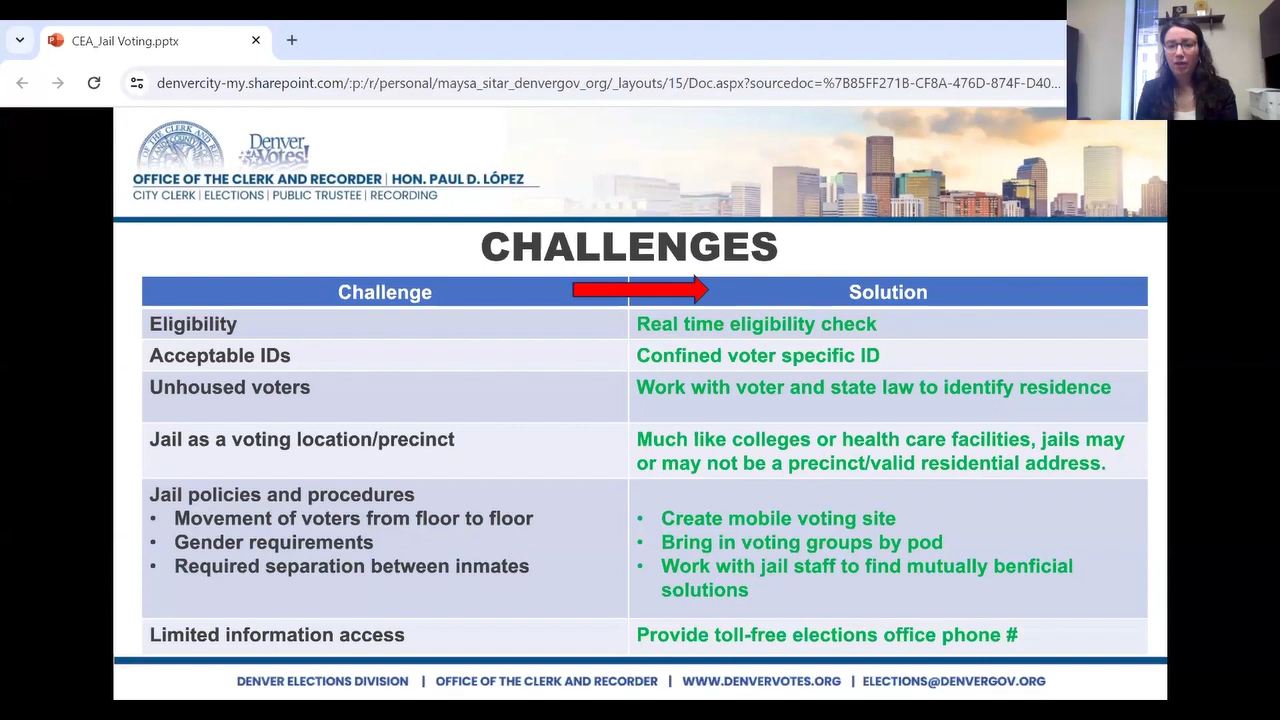 CEA_Jail Voting.pptx
denvercity-my.sharepoint.com/:p:/r/personal/maysa_sitar_denvergov_org/_layouts/15/Doc.aspx?sourcedoc=%7B85FF271B-CF8A-476D-874F-D40...
Denver
Votes!
OFFICE OF THE CLERK AND RECORDER | HON. PAUL D. LÓPEZ
CITY CLERK | ELECTIONS | PUBLIC TRUSTEE | RECORDING
CHALLENGES
Challenge
Solution
Eligibility
Real time eligibility check
Acceptable IDs
Confined voter specific ID
Unhoused voters
Work with voter and state law to identify residence
Jail as a voting location/precinct
Much like colleges or health care facilities, jails may
or may not be a precinct/valid residential address.
Jail policies and procedures
• Movement of voters from floor to floor
• Gender requirements
• Required separation between inmates
• Create mobile voting site
• Bring in voting groups by pod
• Work with jail staff to find mutually benficial
solutions
Limited information access
Provide toll-free elections office phone #
DENVER ELECTIONS DIVISION | OFFICE OF THE CLERK AND RECORDER | WWW.DENVERVOTES.ORG | ELECTIONS@DENVERGOV.ORG